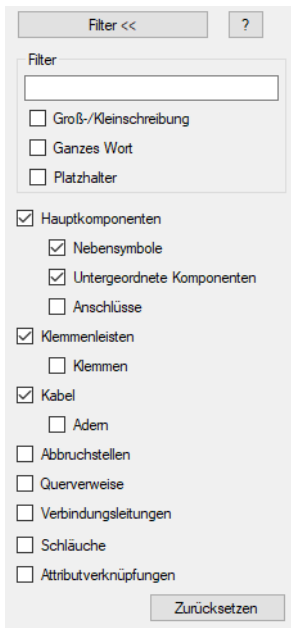 Filter << ?
Filter
Groß-/Kleinschreibung
Ganzes Wort
Platzhalter
Hauptkomponenten
Nebensymbole
Untergeordnete Komponenten
Anschlüsse
Klemmenleisten
Klemmen
Kabel
Adern
Abbruchstellen
Querverweise
Verbindungsleitungen
Schläuche
Attributverknüpfungen
Zurücksetzen